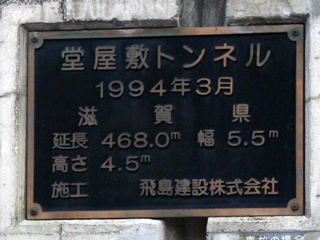 堂屋敷トンネル
1994年3月
滋賀県
延長 468.0m 幅 5.5m
高さ 4.5m
施工 飛島建設株式会社